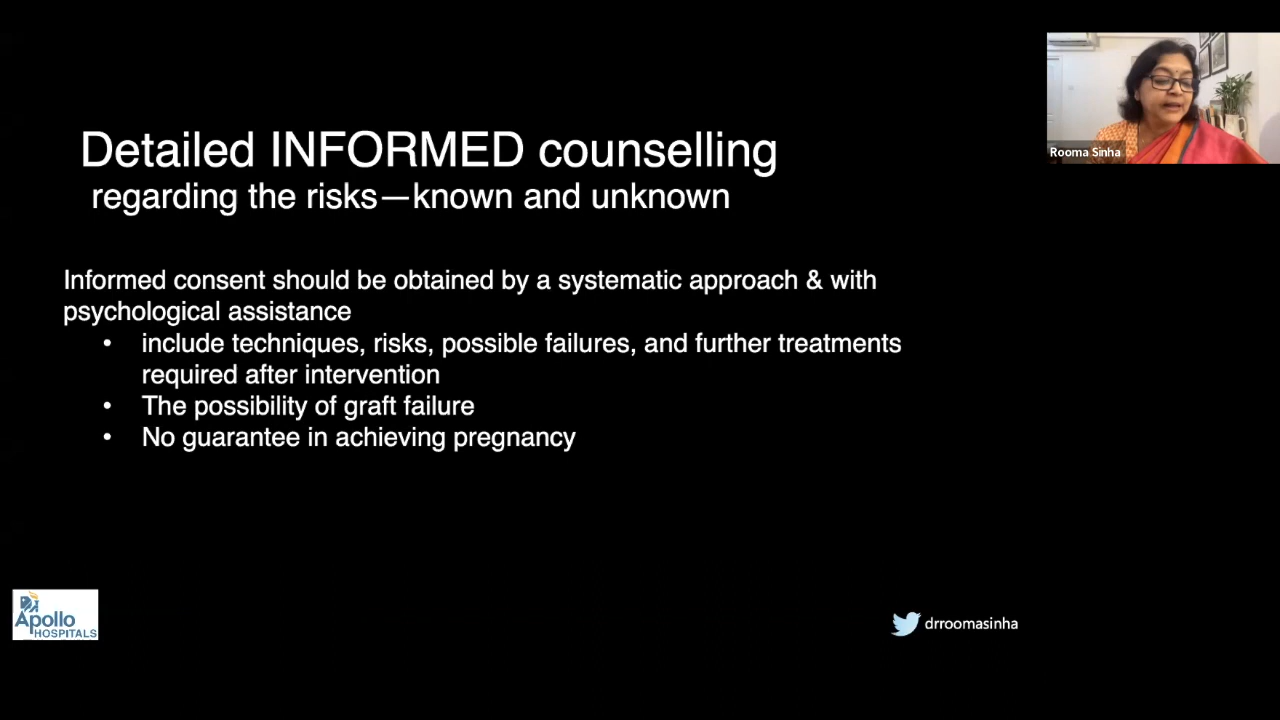 Detailed INFORMED counselling
regarding the risks—known and unknown
Rooma Sinha
Informed consent should be obtained by a systematic approach & with
psychological assistance
• include techniques, risks, possible failures, and further treatments
required after intervention
• The possibility of graft failure
• No guarantee in achieving pregnancy
Apollo
HOSPITALS
drroomasinha